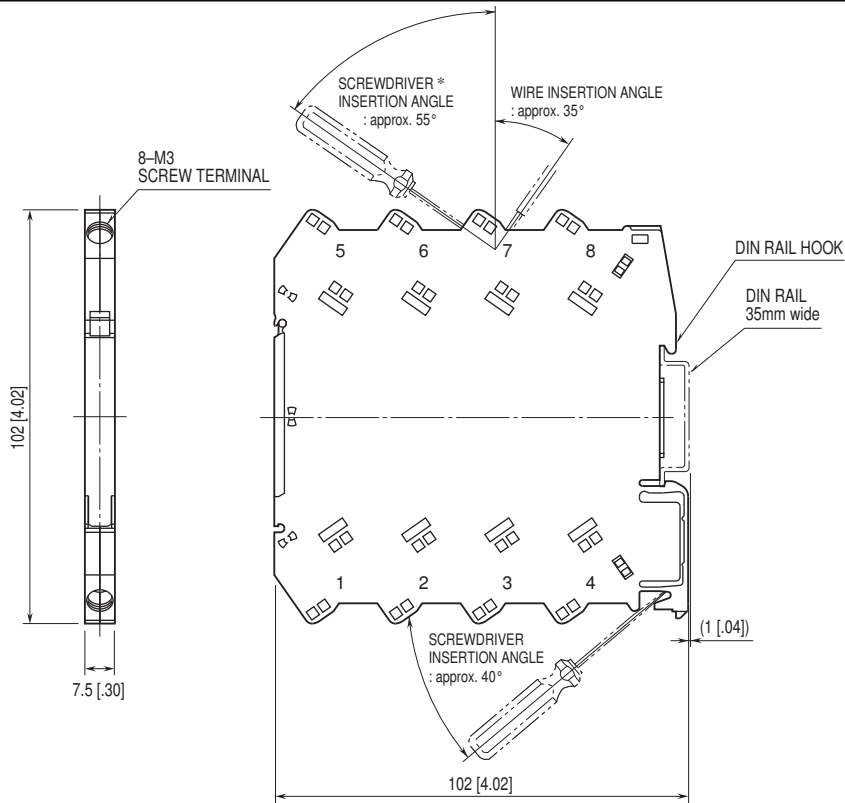 SCREWDRIVER *
INSERTION ANGLE
: approx. 55°
WIRE INSERTION ANGLE
: approx. 35°
8–M3
SCREW TERMINAL
5
6
7
8
DIN RAIL HOOK
DIN RAIL
35mm wide
102 [4.02]
1
2
3
4
(1 [.04])
SCREWDRIVER
INSERTION ANGLE
: approx. 40°
7.5 [.30]
102 [4.02]